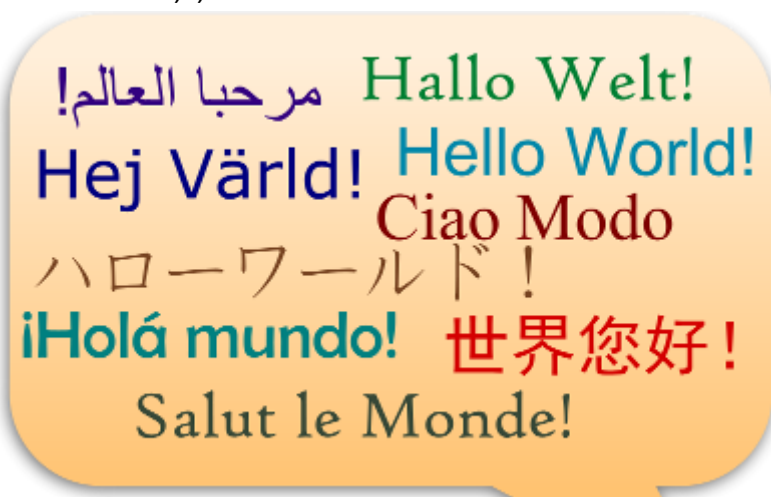 مرحبا العالم!
Hallo Welt!
Hej Värld!
Hello World!
Ciao Modo
ハローワールド！
¡Holá mundo!
世界您好！
Salut le Monde!